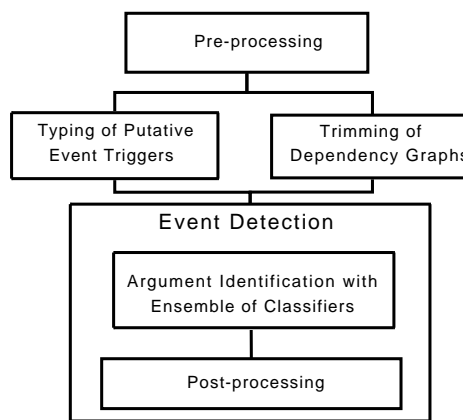 Pre-processing
Typing of Putative
Event Triggers
Trimming of
Dependency Graphs
Event Detection
Argument Identification with
Ensemble of Classifiers
Post-processing